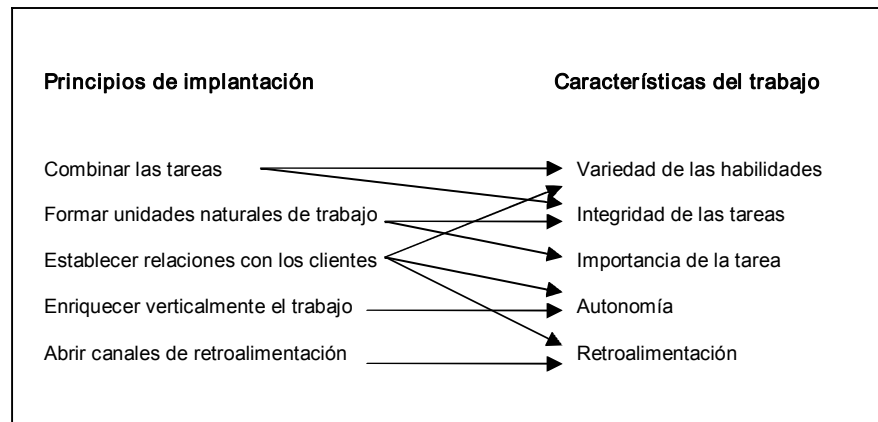 Principios de implantación
Características del trabajo
Combinar las tareas
Variedad de las habilidades
Formar unidades naturales de trabajo
Integridad de las tareas
Establecer relaciones con los clientes
Importancia de la tarea
Enriquecer verticalmente el trabajo
Autonomía
Abrir canales de retroalimentación
Retroalimentación